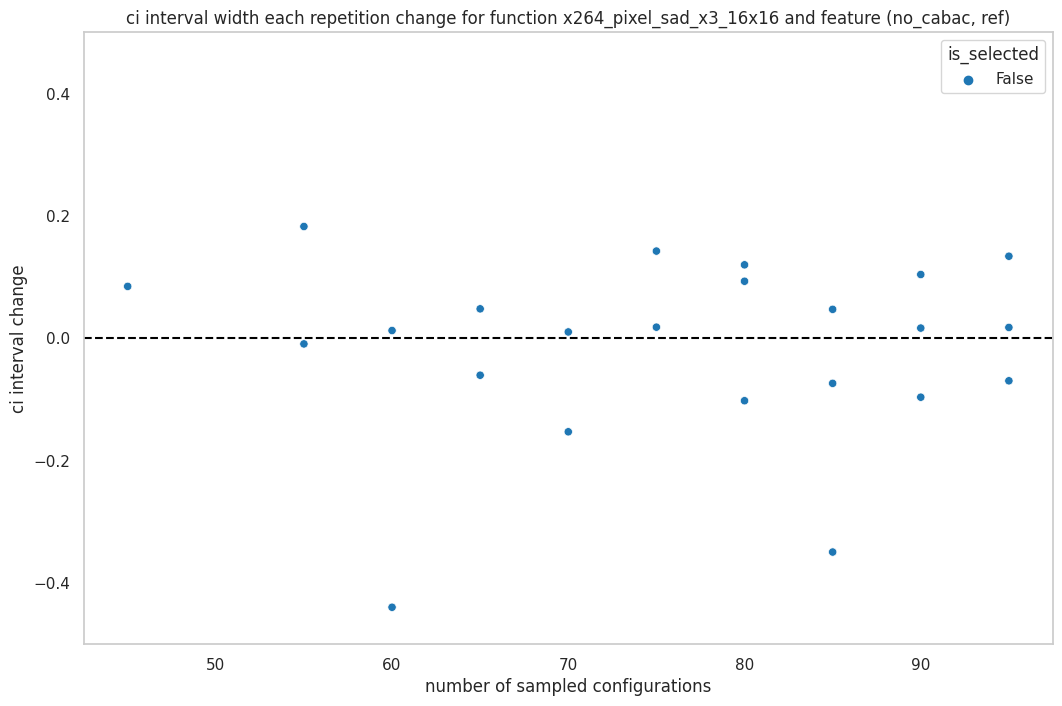 ci interval width each repetition change for function x264_pixel_sad_x3_16x16 and feature (no_cabac, ref)
is_selected
False
0.4
0.2
0.0
−0.2
−0.4
ci interval change
50
60
70
80
90
number of sampled configurations